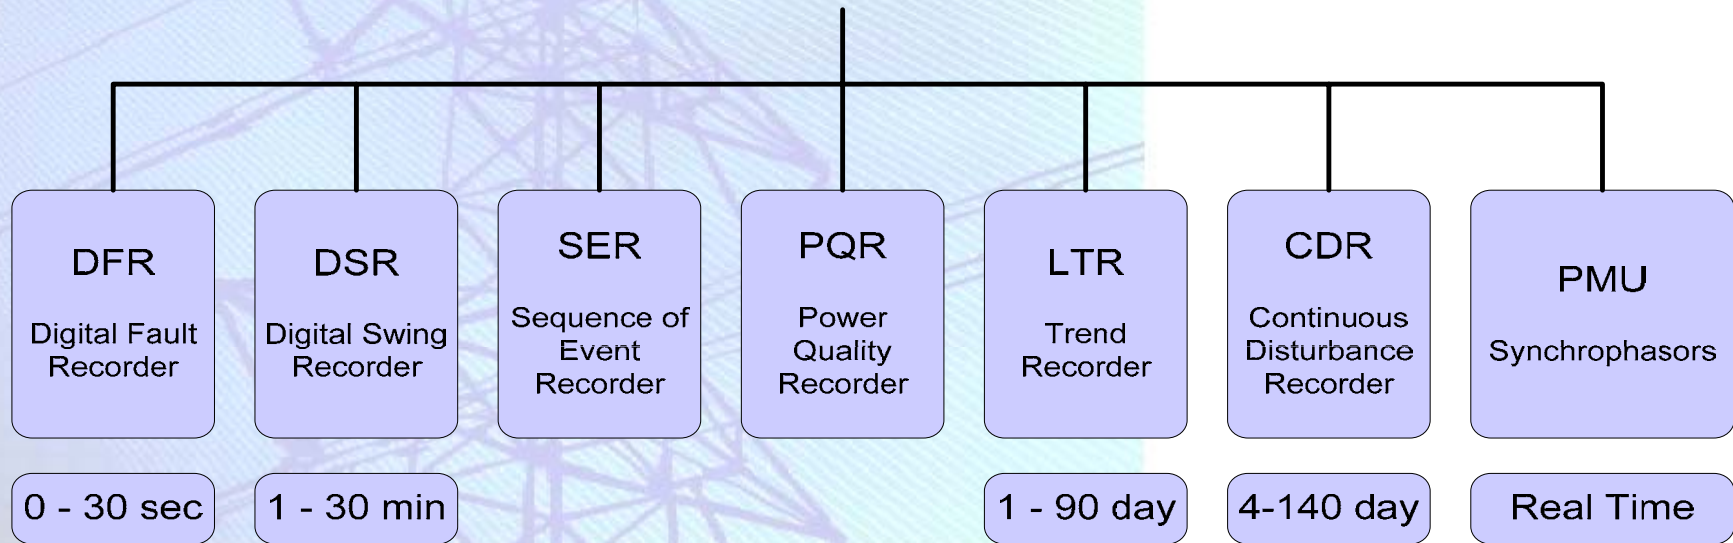 DFR
Digital Fault
Recorder
DSR
Digital Swing
Recorder
SER
Sequence of
Event
Recorder
PQR
Power
Quality
Recorder
LTR
Trend
Recorder
CDR
Continuous
Disturbance
Recorder
PMU
Synchrophasors
0 - 30 sec
1 - 30 min
1 - 90 day
4-140 day
Real Time